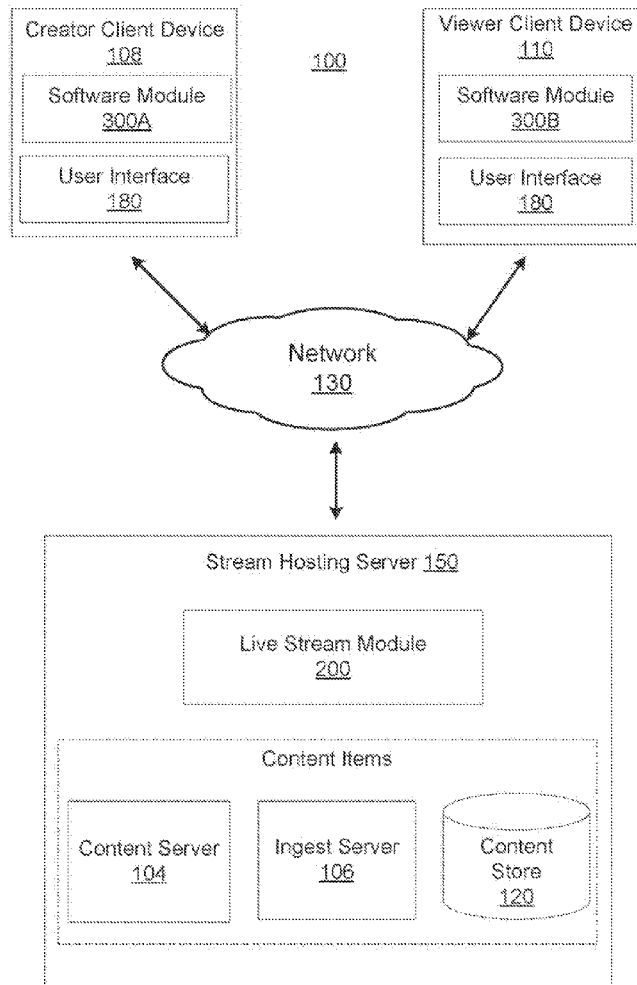 Creator Client Device
108
Software Module
300A
User Interface
180
100
Viewer Client Device
110
Software Module
300B
User Interface
180
Network
130
Stream Hosting Server 150
Live Stream Module
200
Content Items
Content Server
104
Ingest Server
106
Content
Store
120